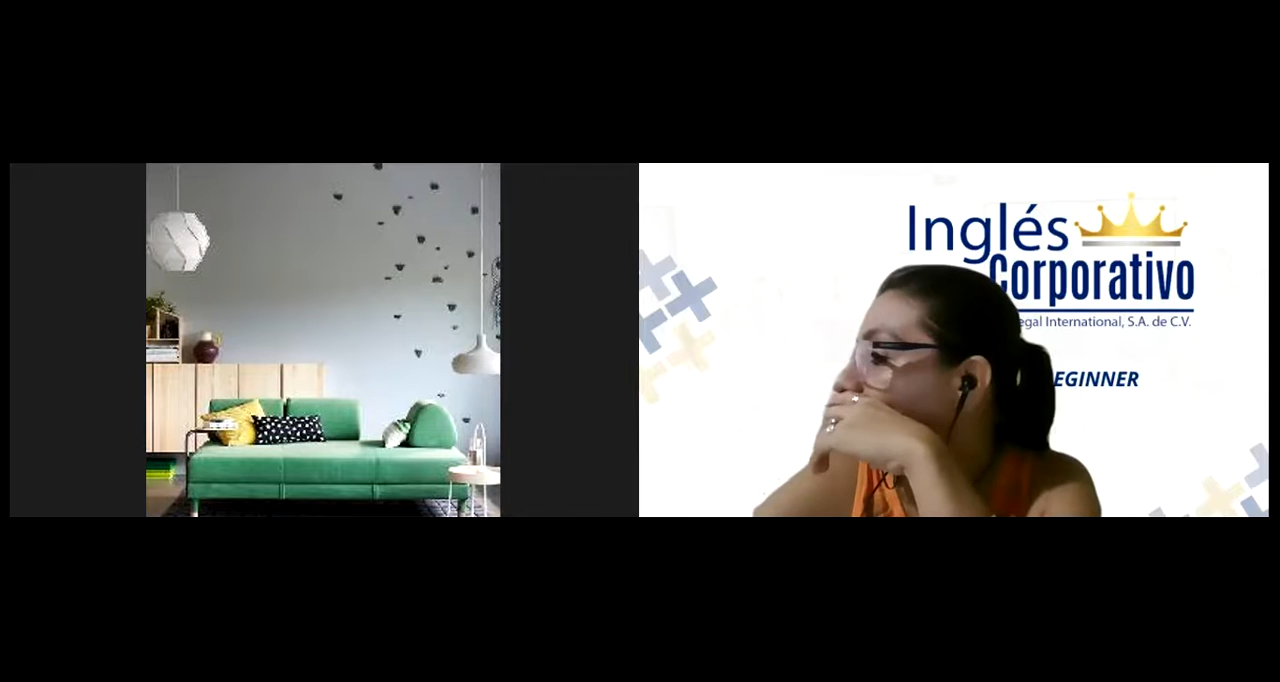 Inglés
Corporativo
egal International, S.A. de C.V.
EGINNER